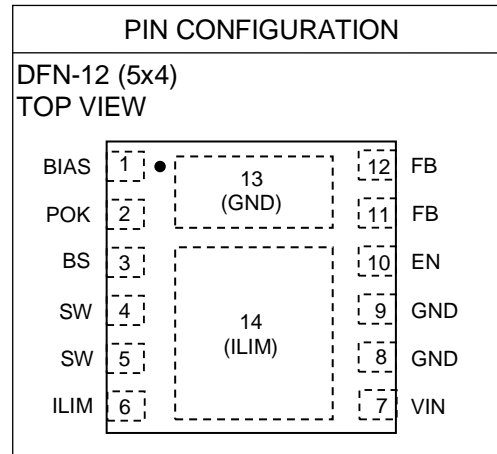 PIN CONFIGURATION
DFN-12 (5x4)
TOP VIEW
BIAS 1 13 12 FB
(GND)
POK 2 11 FB
BS 3 10 EN
SW 4 9 GND
14
(ILIM)
SW 5 8 GND
ILIM 6 7 VIN